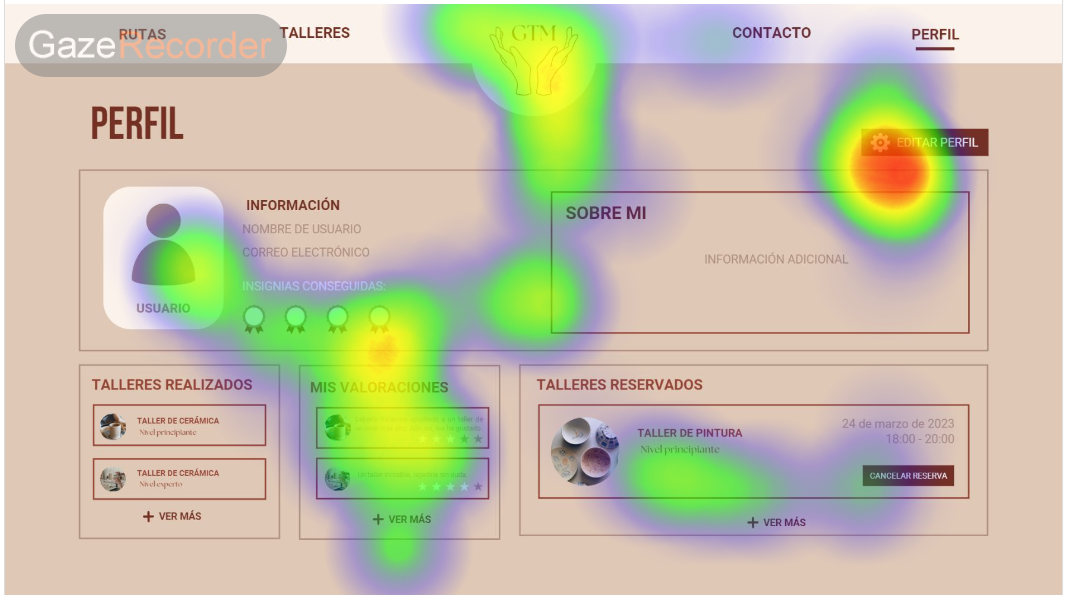 GazeRecorder
RUTAS
TALLERES
GTM
CONTACTO
PERFIL
PERFIL
EDITAR PERFIL
USUARIO
INFORMACIÓN
NOMBRE DE USUARIO
CORREO ELECTRÓNICO
INSIGNIAS CONSEGUIDAS:
SOBRE MI
INFORMACIÓN ADICIONAL
TALLERES REALIZADOS
TALLER DE CERÁMICA
Nivel principiante
TALLER DE CERÁMICA
Nivel experto
+ VER MÁS
MIS VALORACIONES
+ VER MÁS
TALLERES RESERVADOS
TALLER DE PINTURA
Nivel principiante
24 de marzo de 2023
18:00 - 20:00
CANCELAR RESERVA
+ VER MÁS